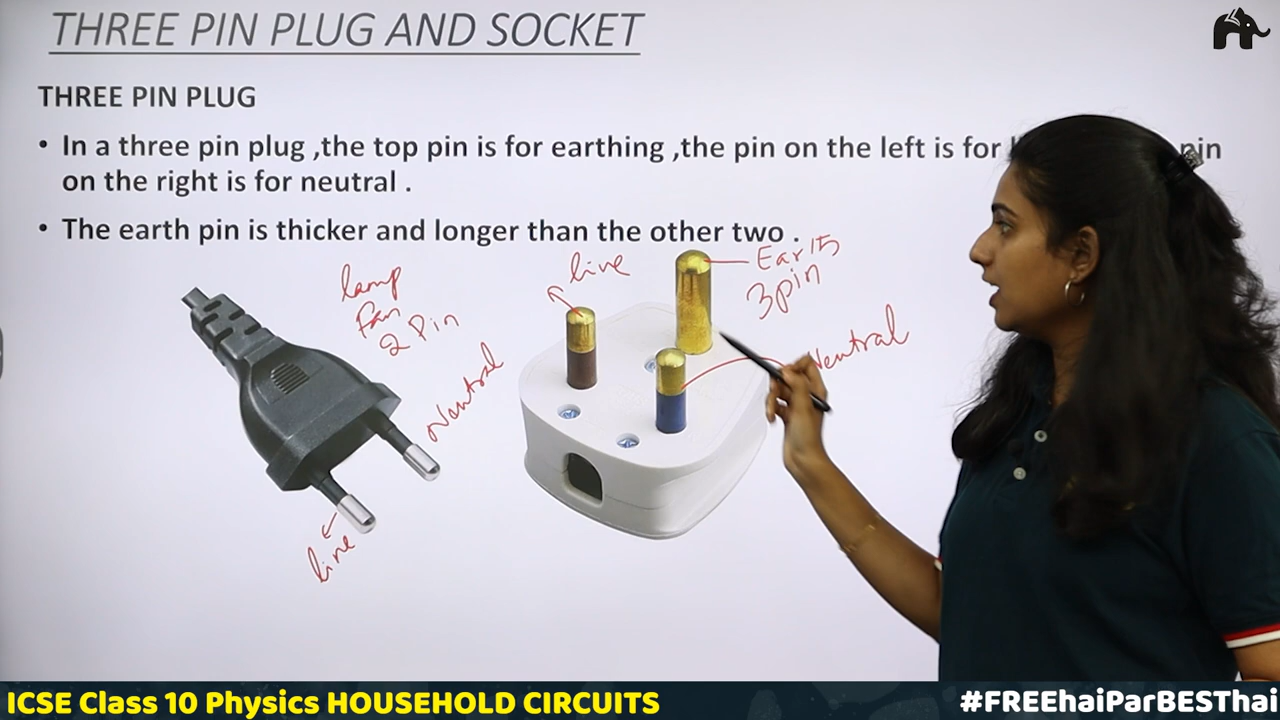 THREE PIN PLUG AND SOCKET
THREE PIN PLUG
• In a three pin plug ,the top pin is for earthing ,the pin on the left is for pin
on the right is for neutral .
• The earth pin is thicker and longer than the other two .
lamp
Fan
2 Pin
Neutral
live
live
Earth
3 pin
Neutral
ICSE Class 10 Physics HOUSEHOLD CIRCUITS
#FREEhaiParBESThai